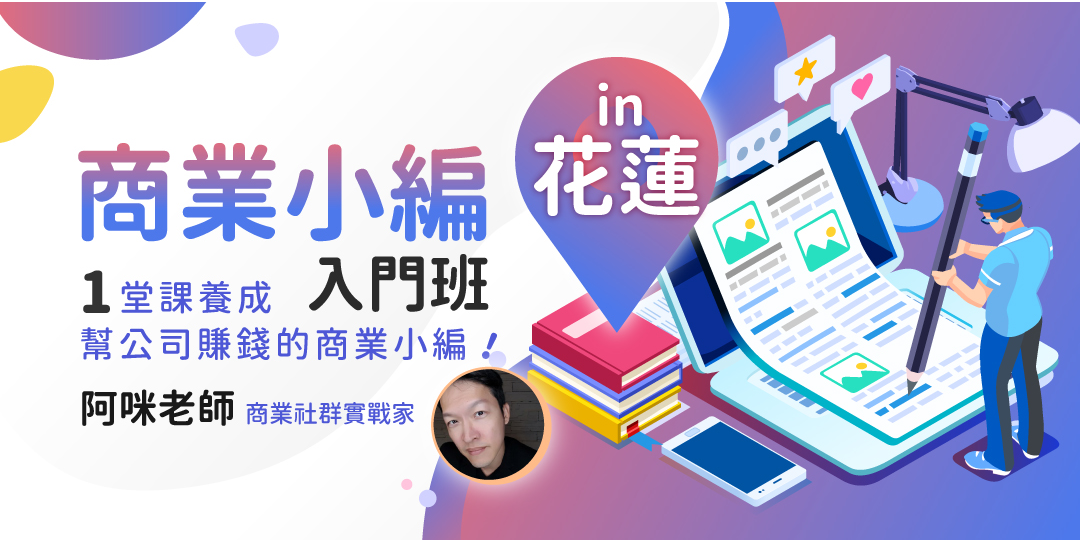 商業小編
入門班
1堂課養成
幫公司賺錢的商業小編！
阿咪老師 商業社群實戰家
in
花蓮